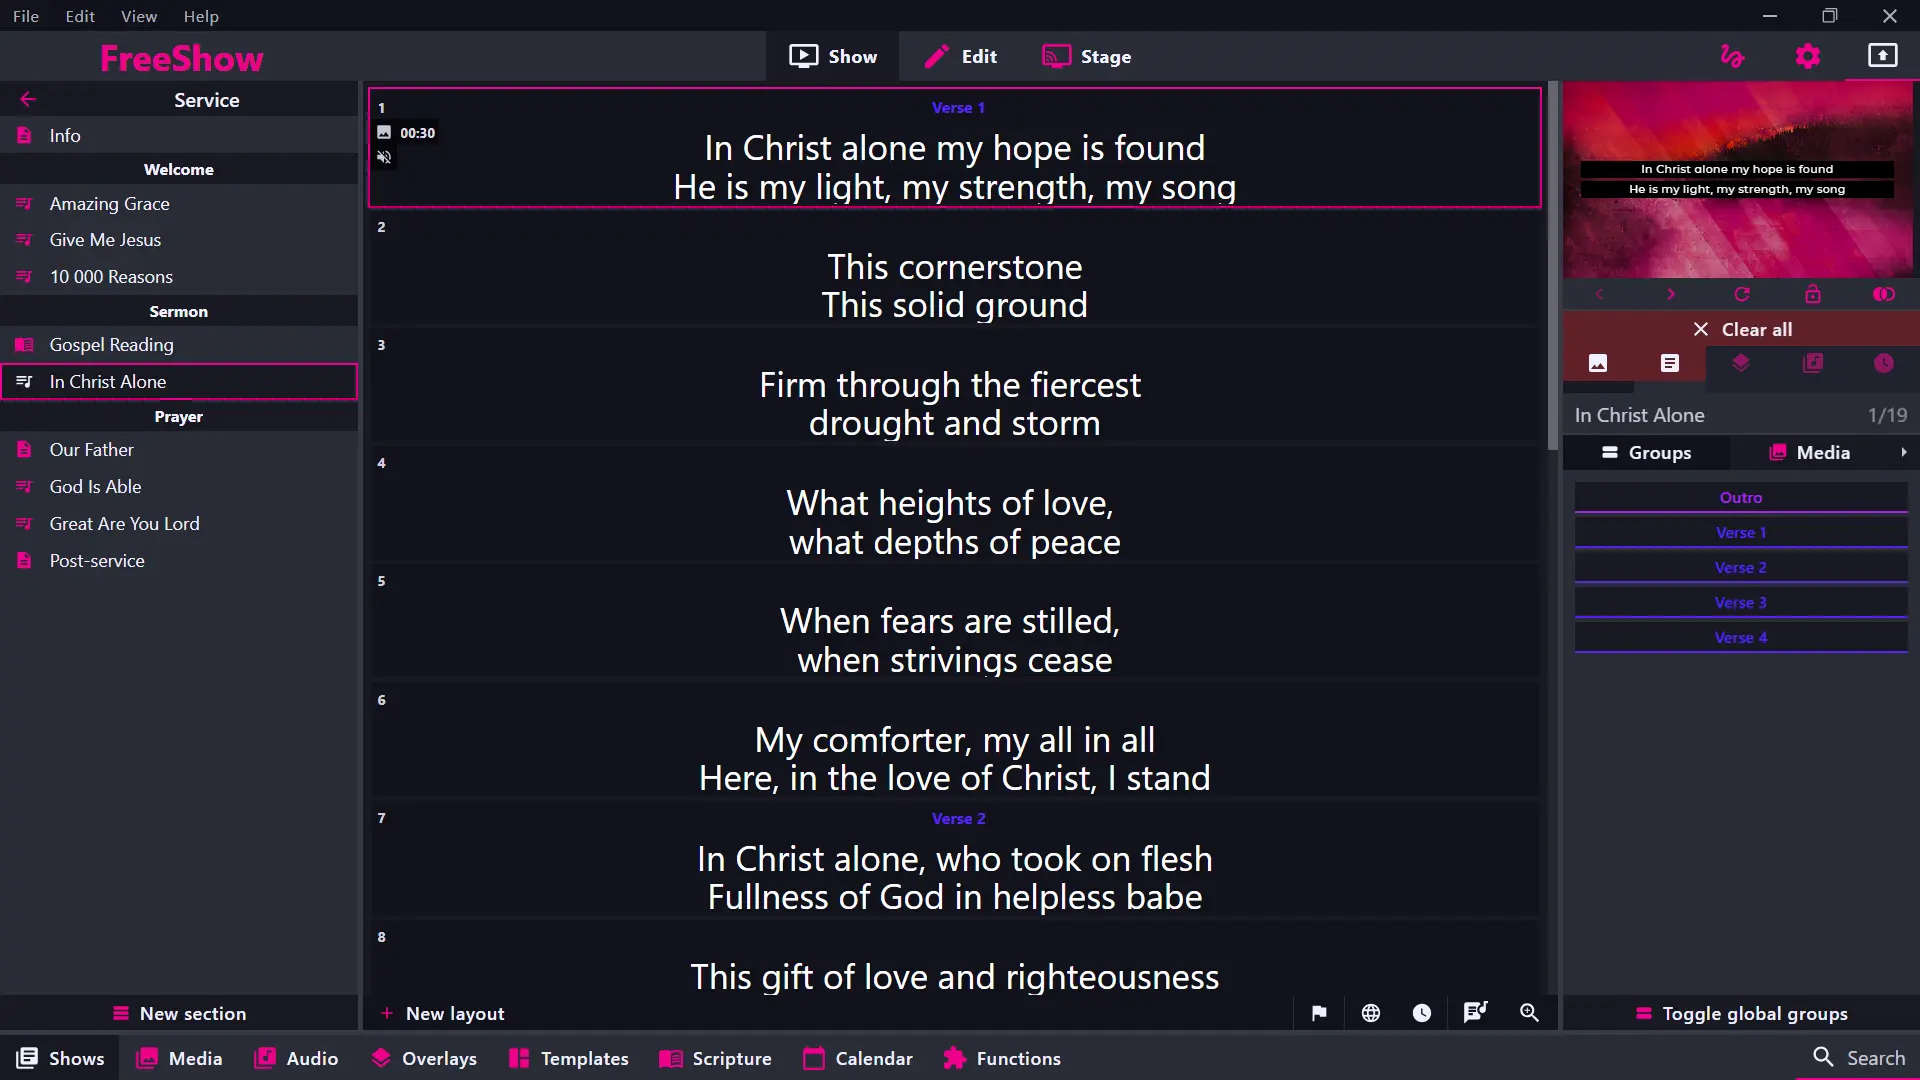 File Edit View Help
FreeShow
Show Edit Stage
Service
Info
Welcome
Amazing Grace
Give Me Jesus
10 000 Reasons
Sermon
Gospel Reading
In Christ Alone
Prayer
Our Father
God Is Able
Great Are You Lord
Post-service
New section
1
Verse 1
00:30
In Christ alone my hope is found
He is my light, my strength, my song
2
This cornerstone
This solid ground
3
Firm through the fiercest
drought and storm
4
What heights of love,
what depths of peace
5
When fears are stilled,
when strivings cease
6
My comforter, my all in all
Here, in the love of Christ, I stand
7
Verse 2
In Christ alone, who took on flesh
Fullness of God in helpless babe
8
This gift of love and righteousness
New layout
In Christ alone my hope is found
He is my light, my strength, my song
Clear all
In Christ Alone 1/19
Groups Media
Outro
Verse 1
Verse 2
Verse 3
Verse 4
Toggle global groups
Shows Media Audio Overlays Templates Scripture Calendar Functions Search